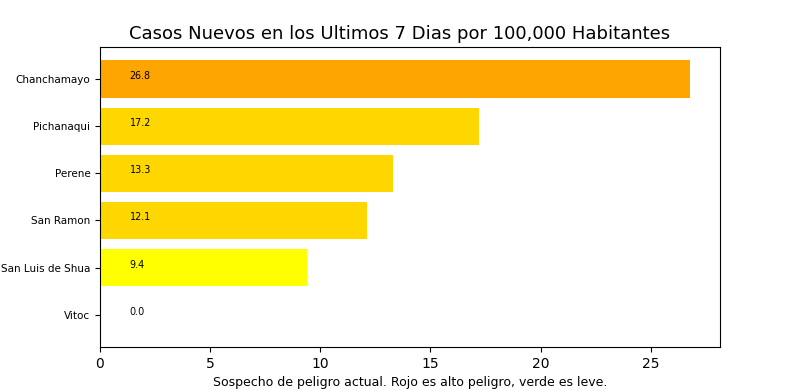 Casos Nuevos en los Ultimos 7 Dias por 100,000 Habitantes
Chanchamayo 26.8
Pichanaqui 17.2
Perene 13.3
San Ramon 12.1
San Luis de Shua 9.4
Vitoc 0.0
0 5 10 15 20 25
Sospecho de peligro actual. Rojo es alto peligro, verde es leve.